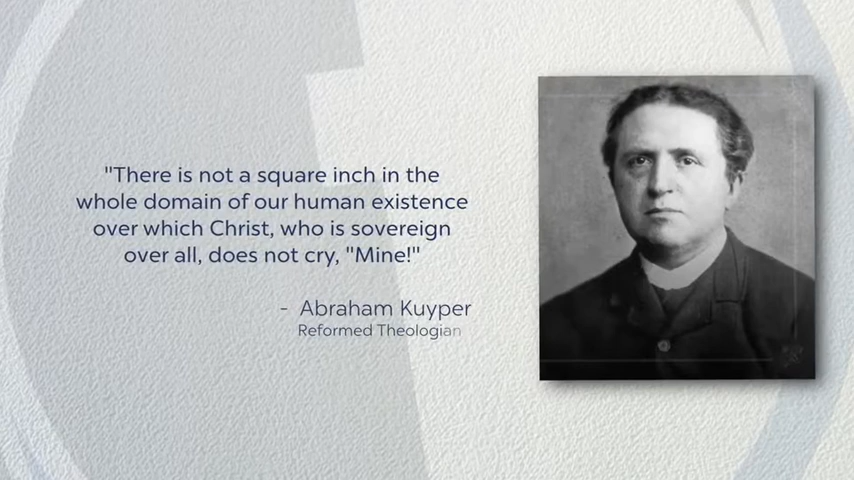 "There is not a square inch in the
whole domain of our human existence
over which Christ, who is sovereign
over all, does not cry, "Mine!"
- Abraham Kuyper
Reformed Theologian